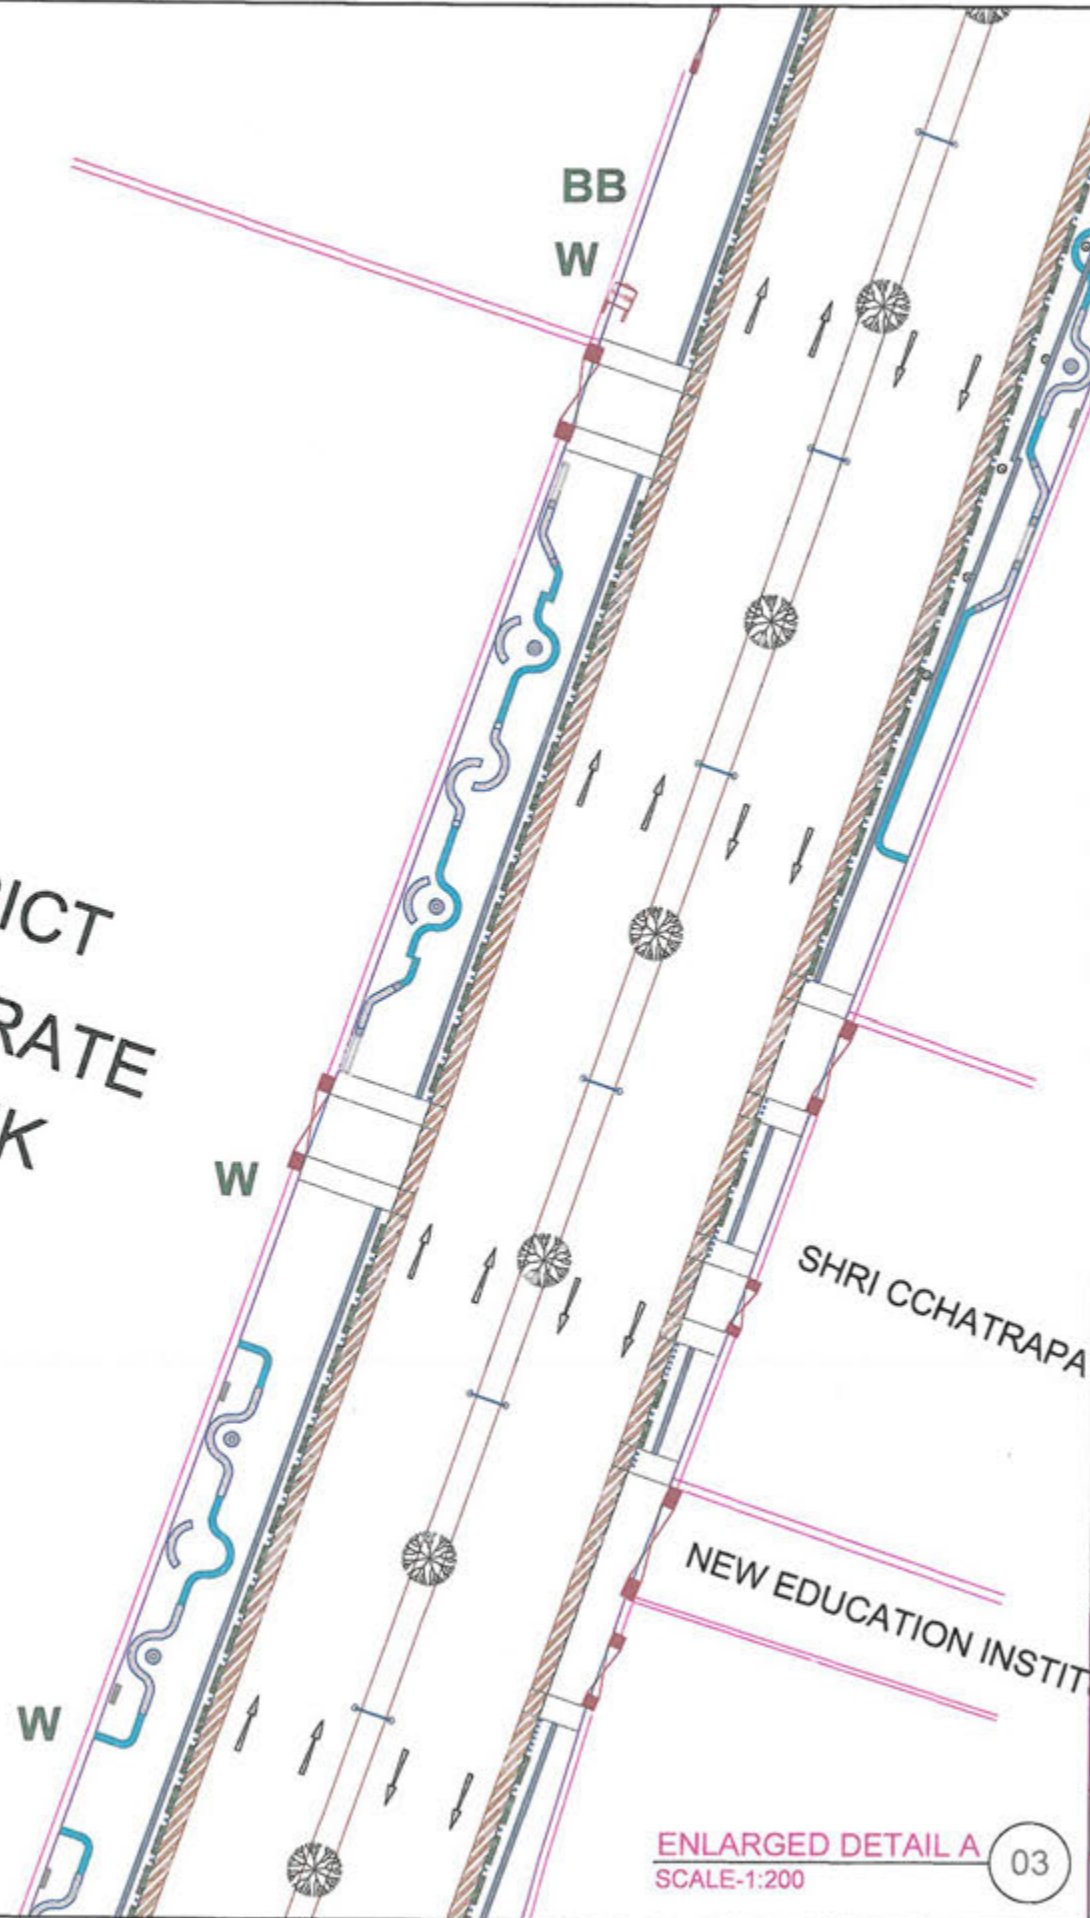 BB
W
ICT
RATE
K
W
SHRI CCHATRAPA
NEW EDUCATION INSTIT
W
ENLARGED DETAIL A
03
SCALE-1:200